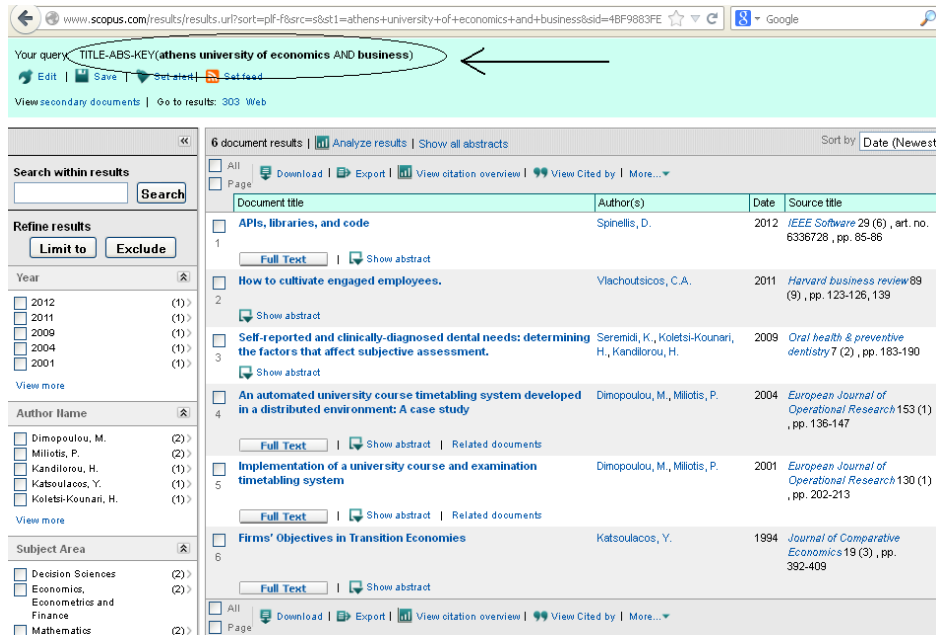 www.scopus.com/results/results.url?sort=plf-f&src=s&st1=athens+university+of+economics+and+business&sid=4BF9883FE
Google
Your query: TITLE-ABS-KEY(athens university of economics AND business)
Edit | Save | Set alert | Set feed
View secondary documents | Go to results: 303 Web
6 document results | Analyze results | Show all abstracts
Sort by Date (Newest
Search within results
Search
Refine results
Limit to Exclude
Year
2012 (1)
2011 (1)
2009 (1)
2004 (1)
2001 (1)
View more
Author Name
Dimopoulou, M. (2)
Miliotis, P. (2)
Kandilorou, H. (1)
Katsoulacos, Y. (1)
Koletsi-Kounari, H. (1)
View more
Subject Area
Decision Sciences (2)
Economics, (2)
Econometrics and
Finance
Mathematics (2)
All
Page
Download | Export | View citation overview | View Cited by | More...
Document title Author(s) Date Source title
1 APIs, libraries, and code Spinellis, D. 2012 IEEE Software 29 (6) , art. no.
6336728 , pp. 85-86
Full Text | Show abstract
2 How to cultivate engaged employees. Vlachoutsicos, C.A. 2011 Harvard business review 89
(9) , pp. 123-126, 139
Show abstract
3 Self-reported and clinically-diagnosed dental needs: determining Seremidi, K., Koletsi-Kounari, 2009 Oral health & preventive
the factors that affect subjective assessment. H., Kandilorou, H. dentistry 7 (2) , pp. 183-190
Show abstract
4 An automated university course timetabling system developed Dimopoulou, M., Miliotis, P. 2004 European Journal of
in a distributed environment: A case study Operational Research 153 (1)
, pp. 136-147
Full Text | Show abstract | Related documents
5 Implementation of a university course and examination Dimopoulou, M., Miliotis, P. 2001 European Journal of
timetabling system Operational Research 130 (1)
, pp. 202-213
Full Text | Show abstract | Related documents
6 Firms' Objectives in Transition Economies Katsoulacos, Y. 1994 Journal of Comparative
Economics 19 (3) , pp.
392-409
Full Text | Show abstract
All
Page
Download | Export | View citation overview | View Cited by | More...